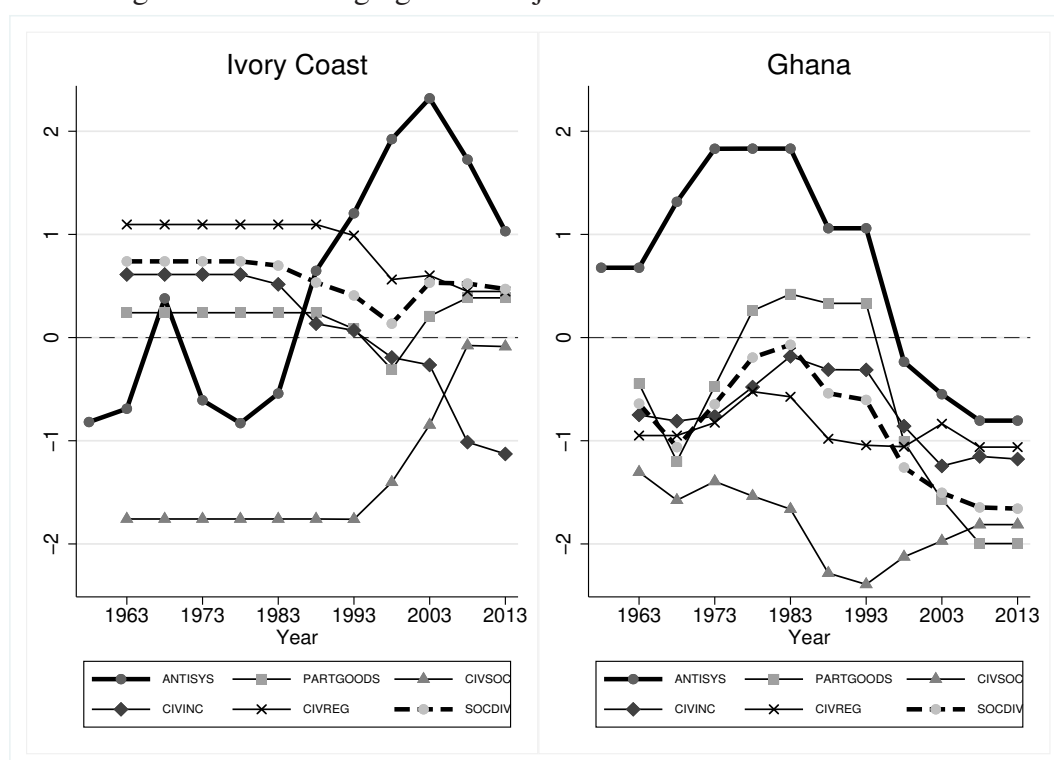 Ivory Coast
2
1
0
−1
−2
1963 1973 1983 1993 2003 2013
Year
ANTISYS PARTGOODS CIVSOC
CIVINC CIVREG SOCDIV
Ghana
2
1
0
−1
−2
1963 1973 1983 1993 2003 2013
Year
ANTISYS PARTGOODS CIVSOC
CIVINC CIVREG SOCDIV